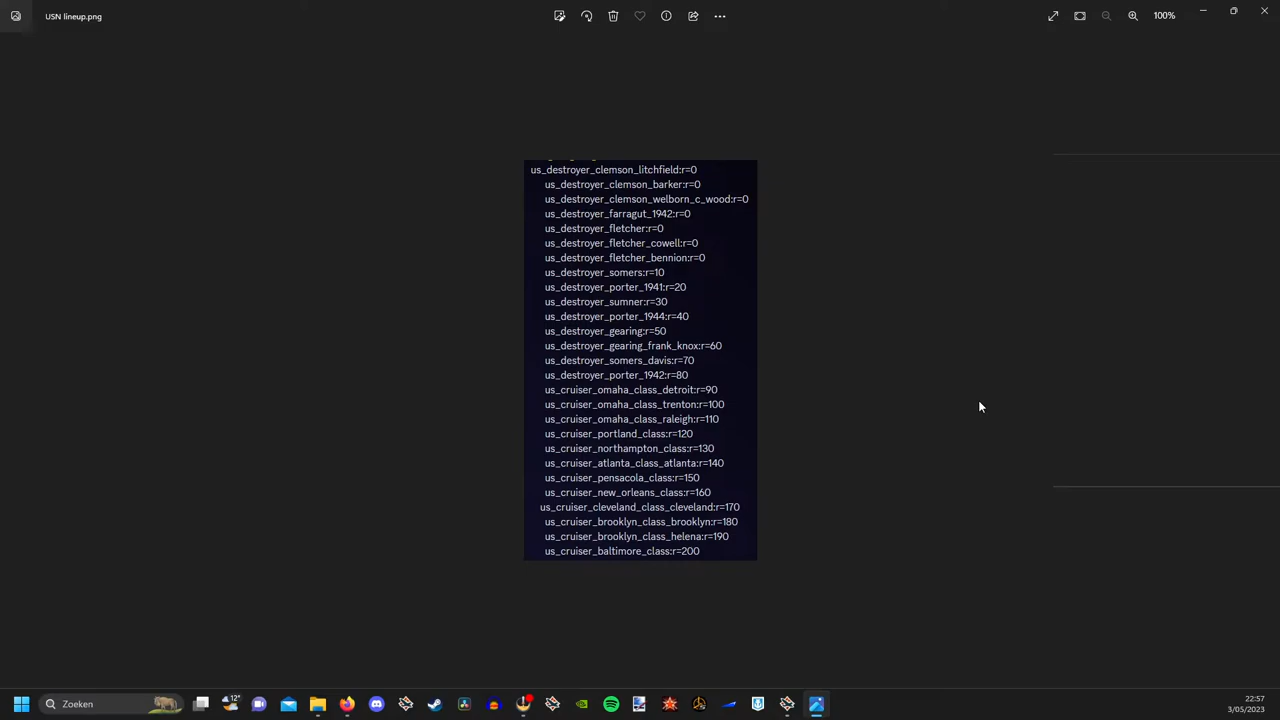 USN lineup.png
100%
us_destroyer_clemson_litchfield:r=0
us_destroyer_clemson_barker:r=0
us_destroyer_clemson_welborn_c_wood:r=0
us_destroyer_farragut_1942:r=0
us_destroyer_fletcher:r=0
us_destroyer_fletcher_cowell:r=0
us_destroyer_fletcher_bennion:r=0
us_destroyer_somers:r=10
us_destroyer_porter_1941:r=20
us_destroyer_sumner:r=30
us_destroyer_porter_1944:r=40
us_destroyer_gearing:r=50
us_destroyer_gearing_frank_knox:r=60
us_destroyer_somers_davis:r=70
us_destroyer_porter_1942:r=80
us_cruiser_omaha_class_detroit:r=90
us_cruiser_omaha_class_trenton:r=100
us_cruiser_omaha_class_raleigh:r=110
us_cruiser_portland_class:r=120
us_cruiser_northampton_class:r=130
us_cruiser_atlanta_class_atlanta:r=140
us_cruiser_pensacola_class:r=150
us_cruiser_new_orleans_class:r=160
us_cruiser_cleveland_class_cleveland:r=170
us_cruiser_brooklyn_class_brooklyn:r=180
us_cruiser_brooklyn_class_helena:r=190
us_cruiser_baltimore_class:r=200
Zoeken
12°
22:57
3/05/2023